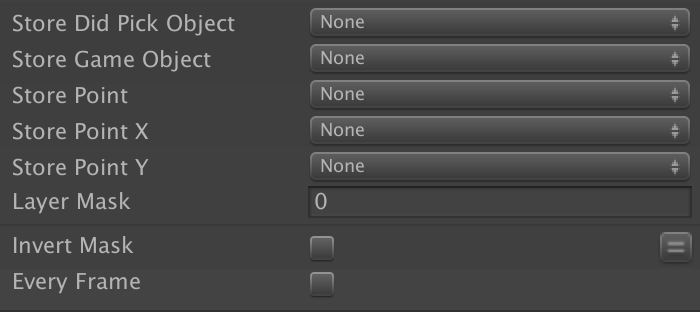 Store Did Pick Object None
Store Game Object None
Store Point None
Store Point X None
Store Point Y None
Layer Mask 0
Invert Mask
Every Frame